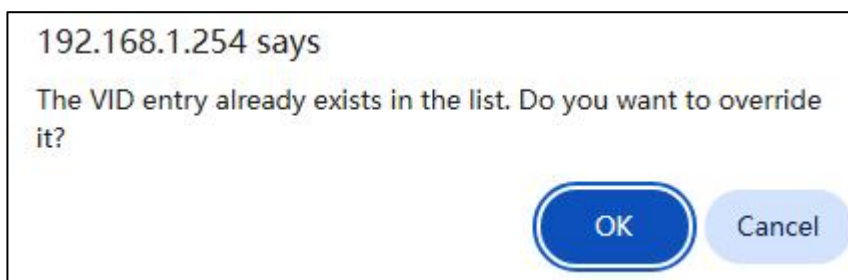 192.168.1.254 says
The VID entry already exists in the list. Do you want to override
it?
OK
Cancel